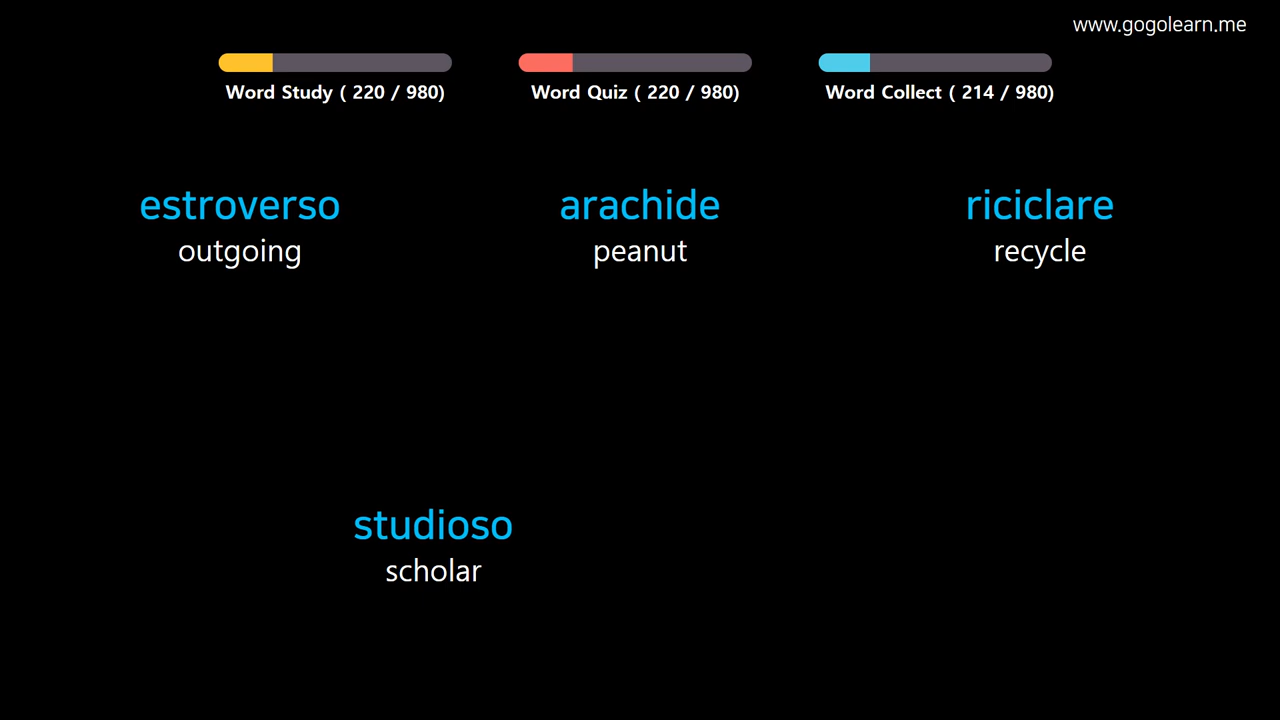 www.gogolearn.me
Word Study ( 220 / 980)
Word Quiz ( 220 / 980)
Word Collect ( 214 / 980)
estroverso
outgoing
arachide
peanut
riciclare
recycle
studioso
scholar